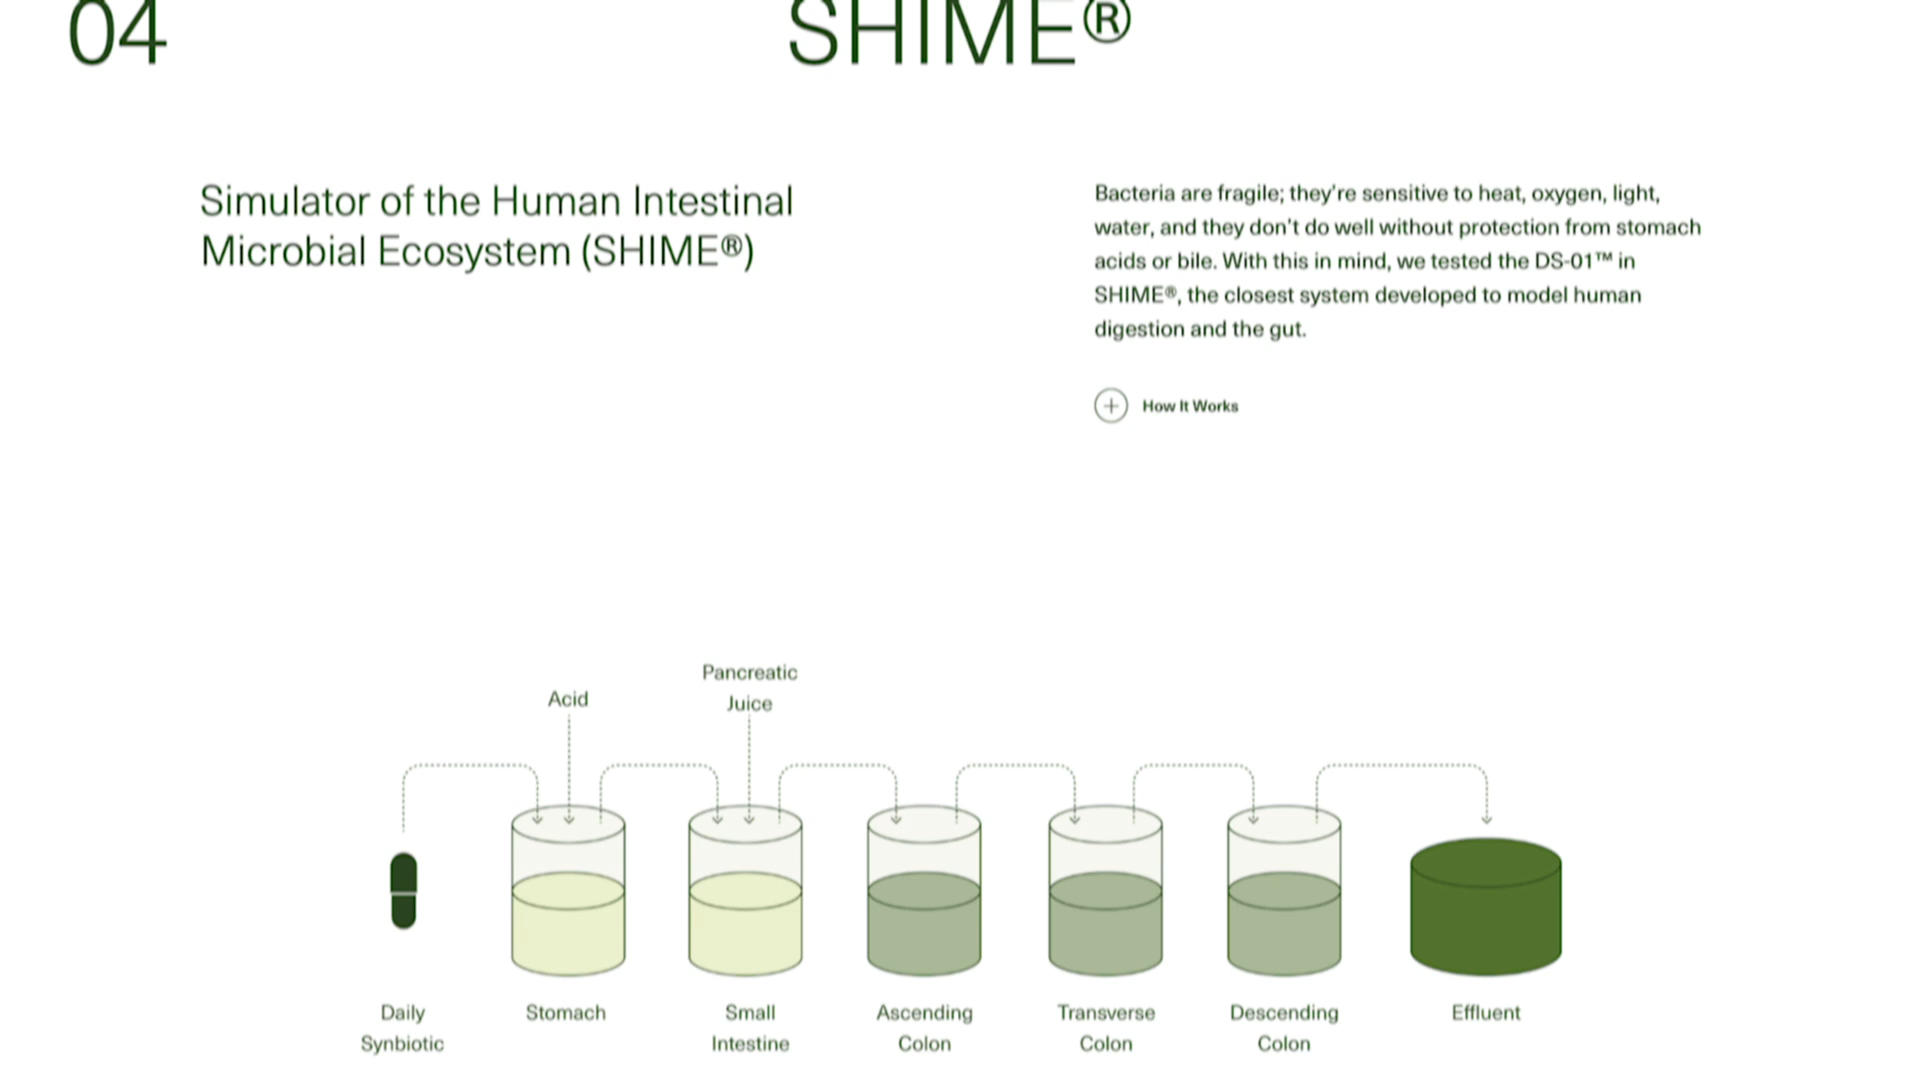 04
SHIME®
Simulator of the Human Intestinal
Microbial Ecosystem (SHIME®)
Bacteria are fragile; they're sensitive to heat, oxygen, light,
water, and they don't do well without protection from stomach
acids or bile. With this in mind, we tested the DS-01™ in
SHIME®, the closest system developed to model human
digestion and the gut.
How It Works
Acid
Pancreatic
Juice
Daily
Synbiotic
Stomach
Small
Intestine
Ascending
Colon
Transverse
Colon
Descending
Colon
Effluent